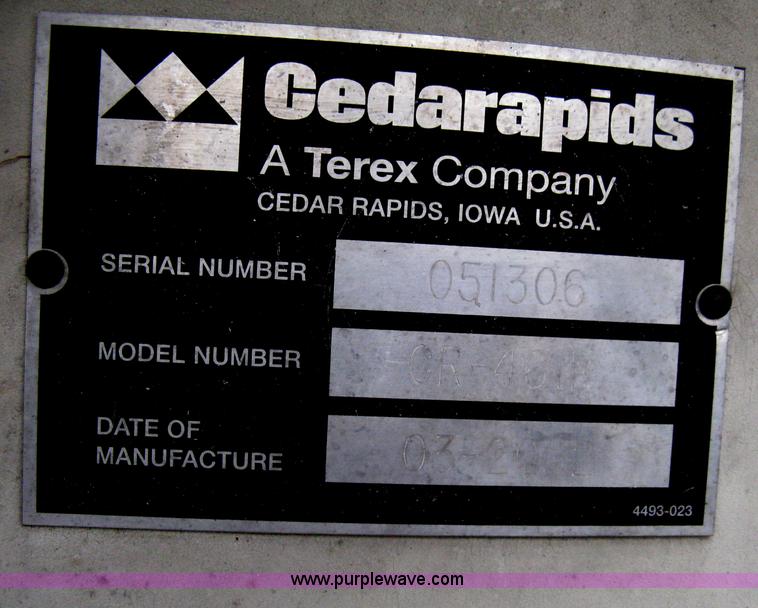 Cedarapids
A Terex Company
CEDAR RAPIDS, IOWA U.S.A.
SERIAL NUMBER 051306
MODEL NUMBER
DATE OF
MANUFACTURE
4493-023
www.purplewave.com